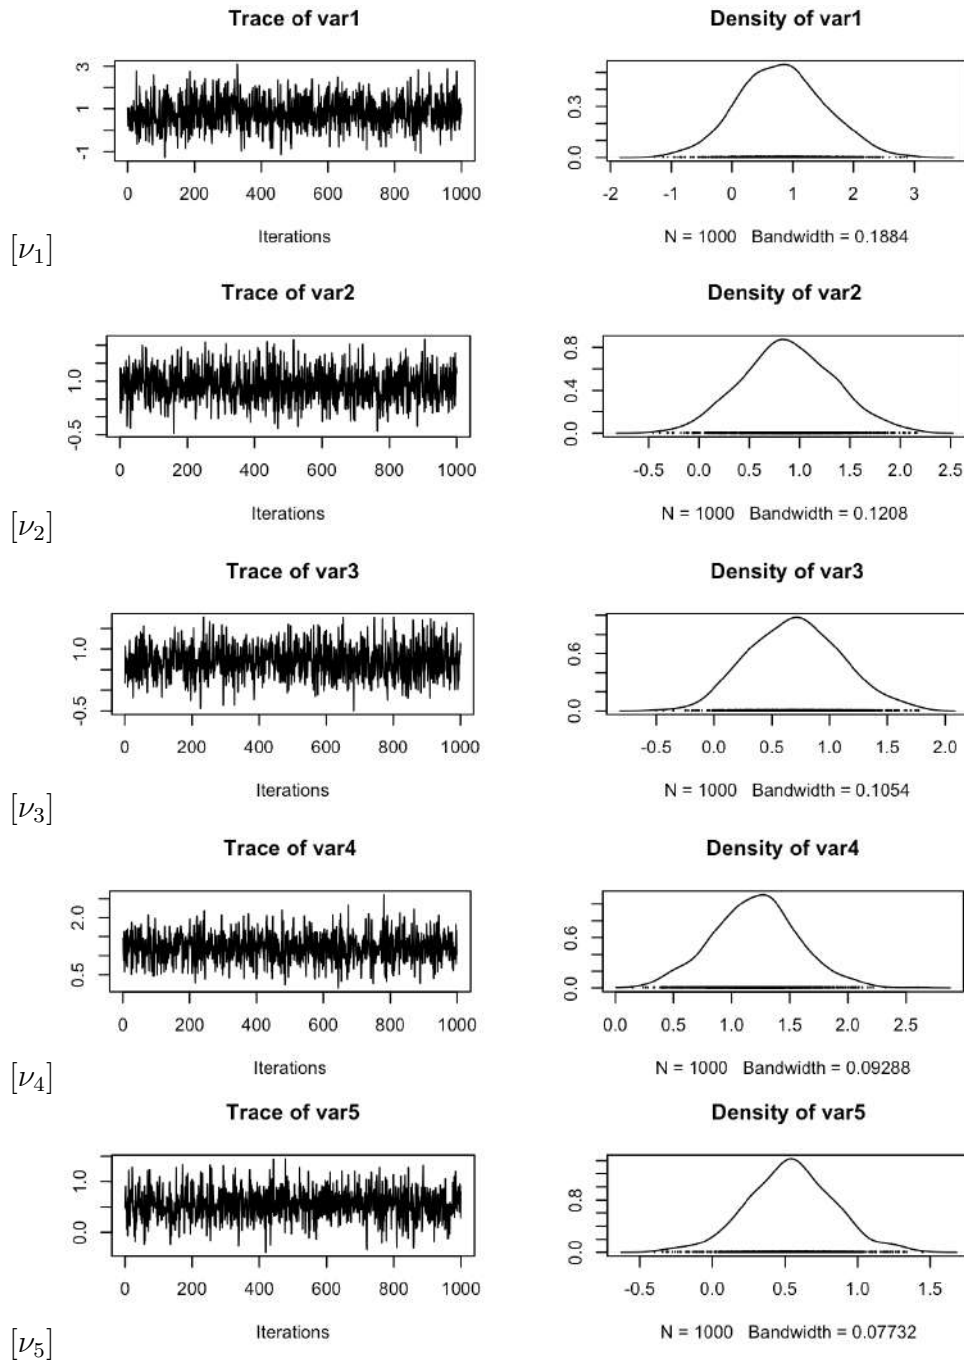 Trace of var1
Density of var1
3
1
-1
0 200 400 600 800 1000
Iterations
0.3
0.0
-2 -1 0 1 2 3
N = 1000 Bandwidth = 0.1884
[ν1]
Trace of var2
Density of var2
1.0
-0.5
0 200 400 600 800 1000
Iterations
0.8
0.4
0.0
-0.5 0.0 0.5 1.0 1.5 2.0 2.5
N = 1000 Bandwidth = 0.1208
[ν2]
Trace of var3
Density of var3
1.0
-0.5
0 200 400 600 800 1000
Iterations
0.6
0.0
-0.5 0.0 0.5 1.0 1.5 2.0
N = 1000 Bandwidth = 0.1054
[ν3]
Trace of var4
Density of var4
2.0
0.5
0 200 400 600 800 1000
Iterations
0.6
0.0
0.0 0.5 1.0 1.5 2.0 2.5
N = 1000 Bandwidth = 0.09288
[ν4]
Trace of var5
Density of var5
1.0
0.0
0 200 400 600 800 1000
Iterations
0.8
0.0
-0.5 0.0 0.5 1.0 1.5
N = 1000 Bandwidth = 0.07732
[ν5]